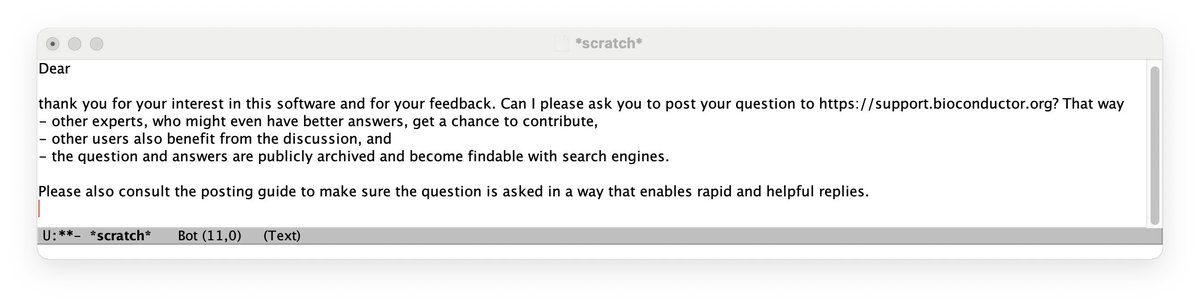 *scratch*
Dear
thank you for your interest in this software and for your feedback. Can I please ask you to post your question to https://support.bioconductor.org? That way
- other experts, who might even have better answers, get a chance to contribute,
- other users also benefit from the discussion, and
- the question and answers are publicly archived and become findable with search engines.
Please also consult the posting guide to make sure the question is asked in a way that enables rapid and helpful replies.
U:**- *scratch* Bot (11,0) (Text)